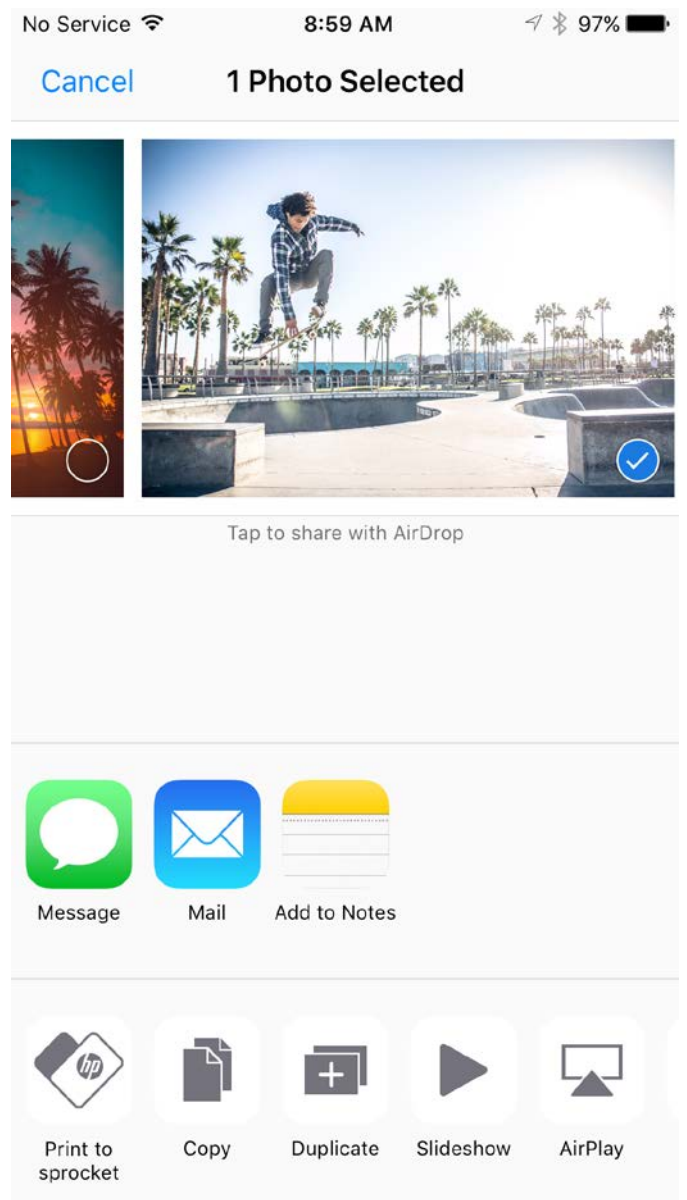 No Service 8:59 AM 97%
Cancel 1 Photo Selected
Tap to share with AirDrop
Message Mail Add to Notes
hp
Print to Copy Duplicate Slideshow AirPlay
sprocket